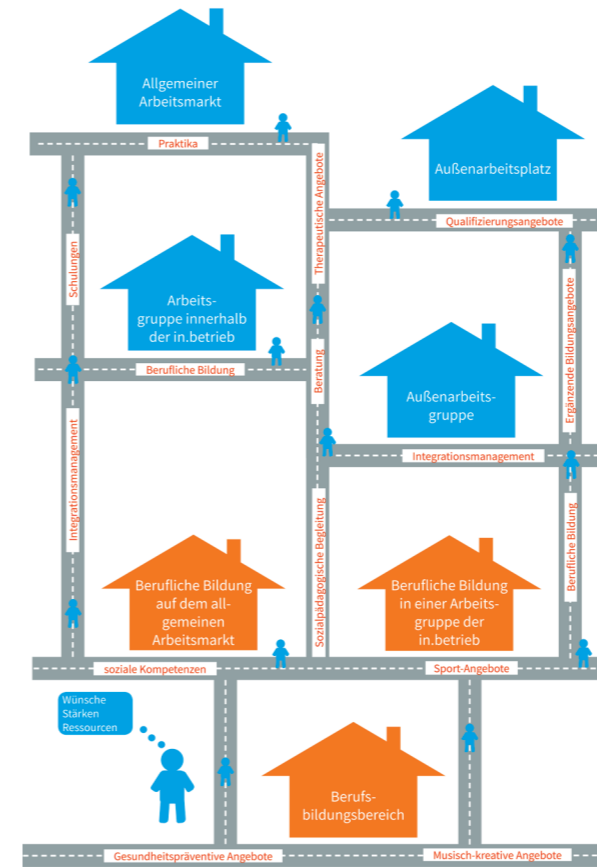 Allgemeiner
Arbeitsmarkt
Praktika
Außenarbeitsplatz
Therapeutische Angebote
Qualifizierungsangebote
Schulungen
Arbeits-
gruppe innerhalb
der in.betrieb
Ergänzende Bildungsangebote
Berufliche Bildung
Beratung
Außenarbeits-
gruppe
Integrationsmanagement
Integrationsmanagement
Sozialpädagogische Begleitung
Berufliche Bildung
Berufliche Bildung
auf dem all-
gemeinen
Arbeitsmarkt
Berufliche Bildung
in einer Arbeits-
gruppe der
in.betrieb
soziale Kompetenzen
Sport-Angebote
Wünsche
Stärken
Ressourcen
Berufs-
bildungsbereich
Gesundheitspräventive Angebote
Musisch-kreative Angebote